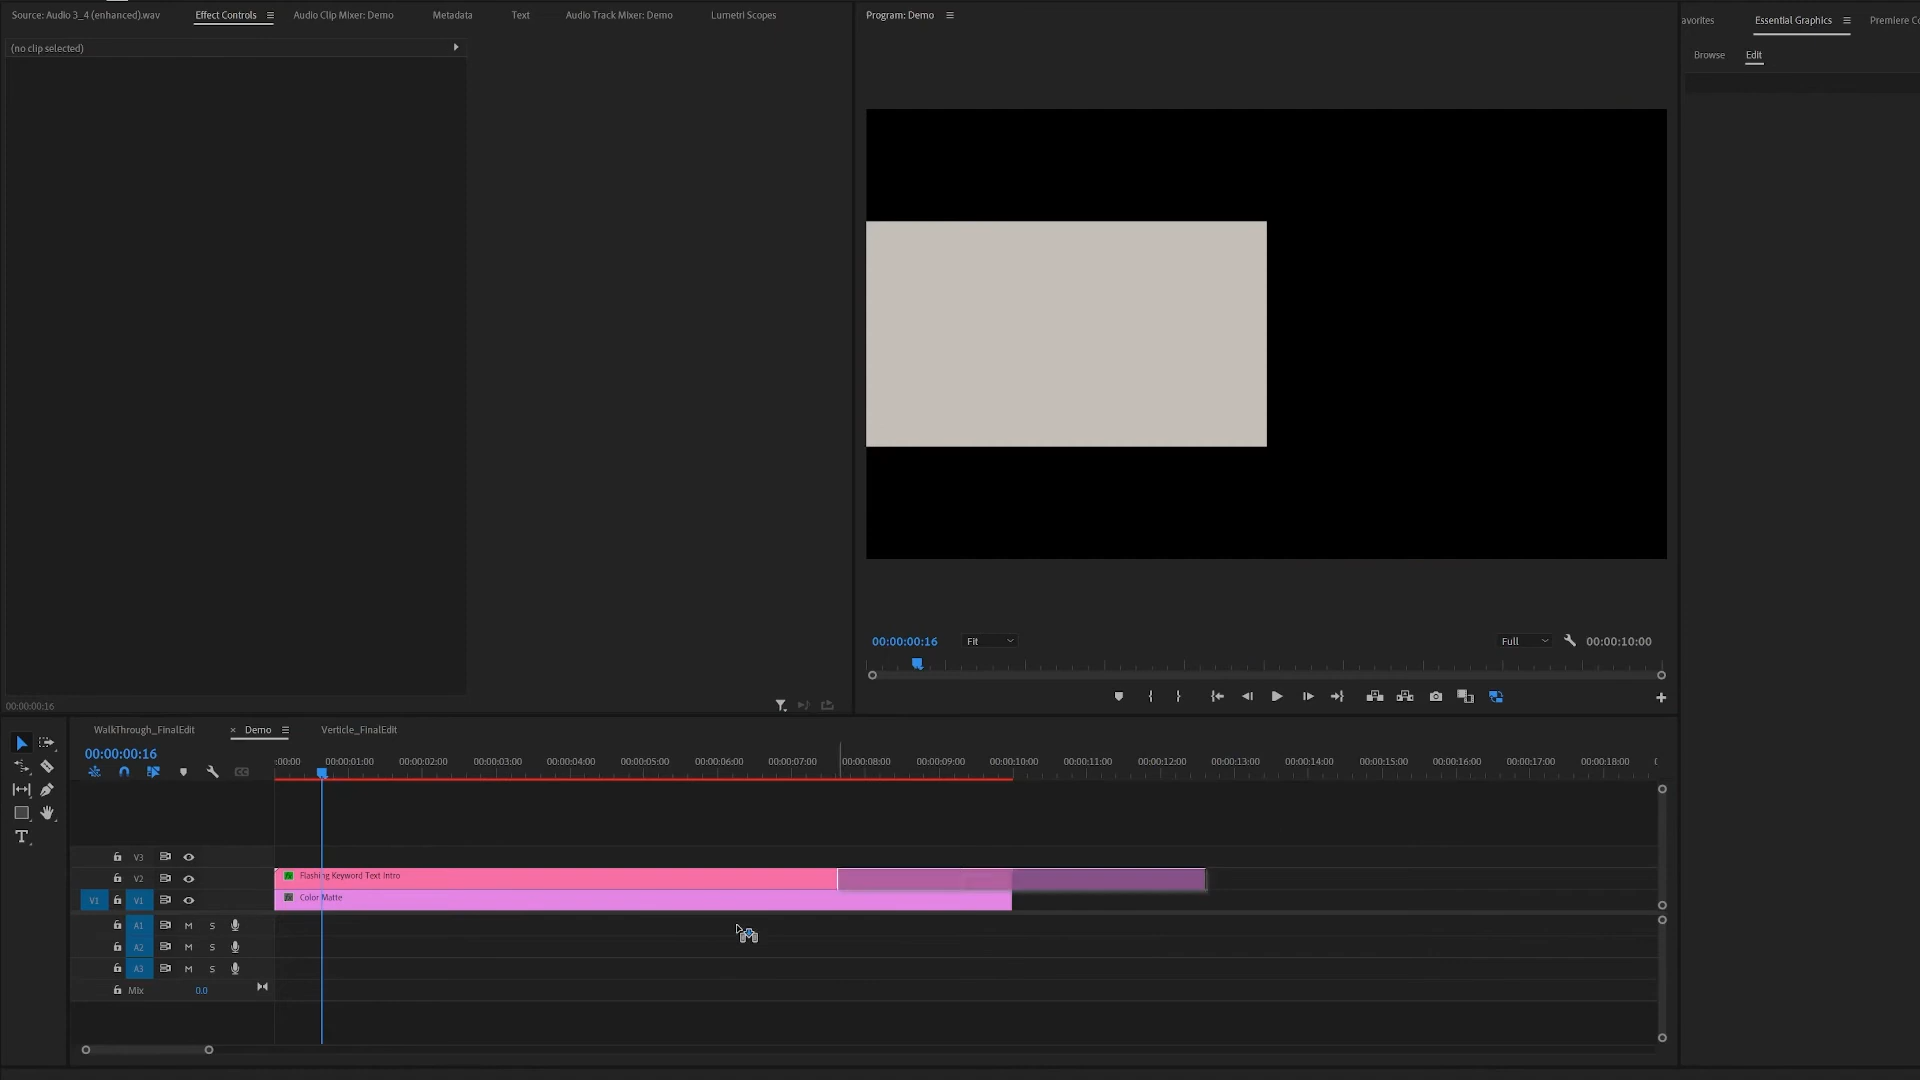 Source: Audio 3_4 (enhanced).wav
Effect Controls
Audio Clip Mixer: Demo
Metadata
Text
Audio Track Mixer: Demo
Lumetri Scopes
Program: Demo
avorites
Essential Graphics
Premiere Co
(no clip selected)
Browse
Edit
00:00:00:16
Fit
Full
00:00:10:00
00:00:00:16
WalkThrough_FinalEdit
× Demo
Verticle_FinalEdit
00:00:00:16
:00:00
00:00:01:00
00:00:02:00
00:00:03:00
00:00:04:00
00:00:05:00
00:00:06:00
00:00:07:00
00:00:08:00
00:00:09:00
00:00:10:00
00:00:11:00
00:00:12:00
00:00:13:00
00:00:14:00
00:00:15:00
00:00:16:00
00:00:17:00
00:00:18:00
CC
T
V3
V2
Flashing Keyword Text Intro
V1 V1
Color Matte
A1 M S
A2 M S
A3 M S
Mix 0.0